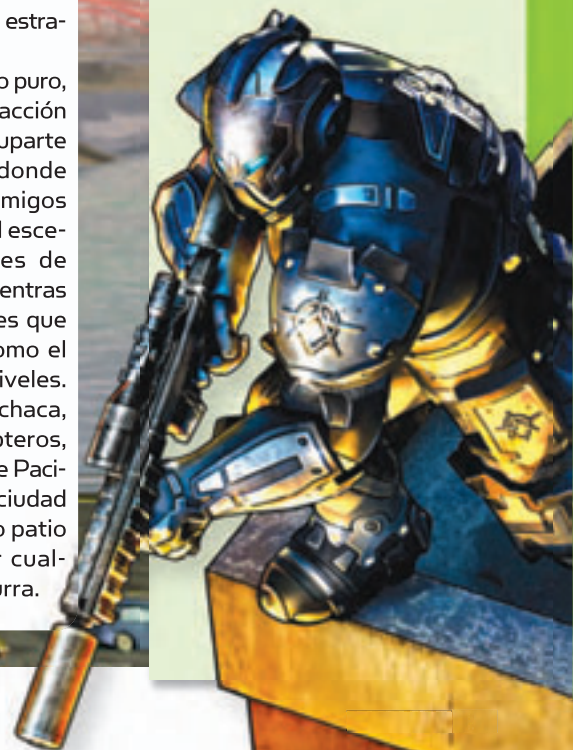 estra-
o puro,
acción
uparte
donde
migos
l esce-
es de
entras
es que
omo el
iveles.
chaca,
oteros,
e Paci-
ciudad
o patio
r cual-
urra.